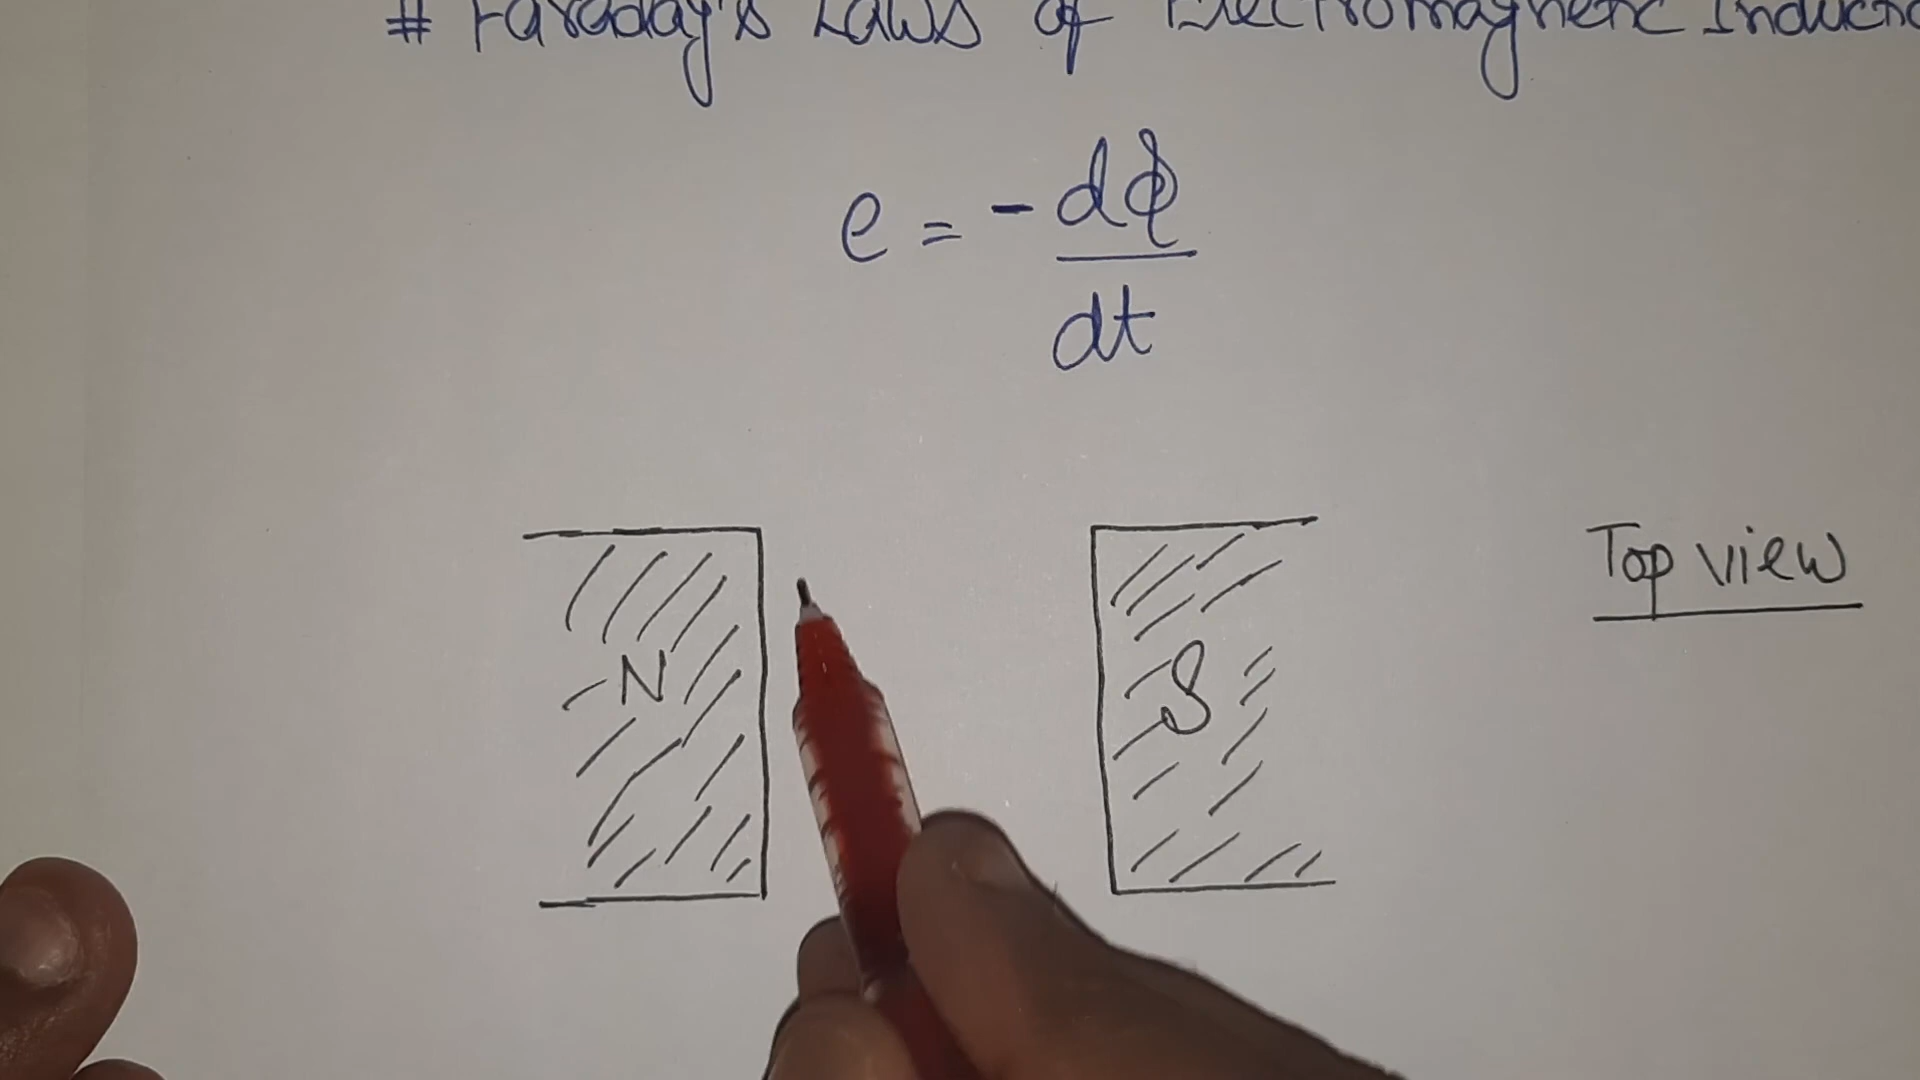 # Faraday's Laws of Electromagnetic Inductio
e = - dϕ
dt
N S Top view